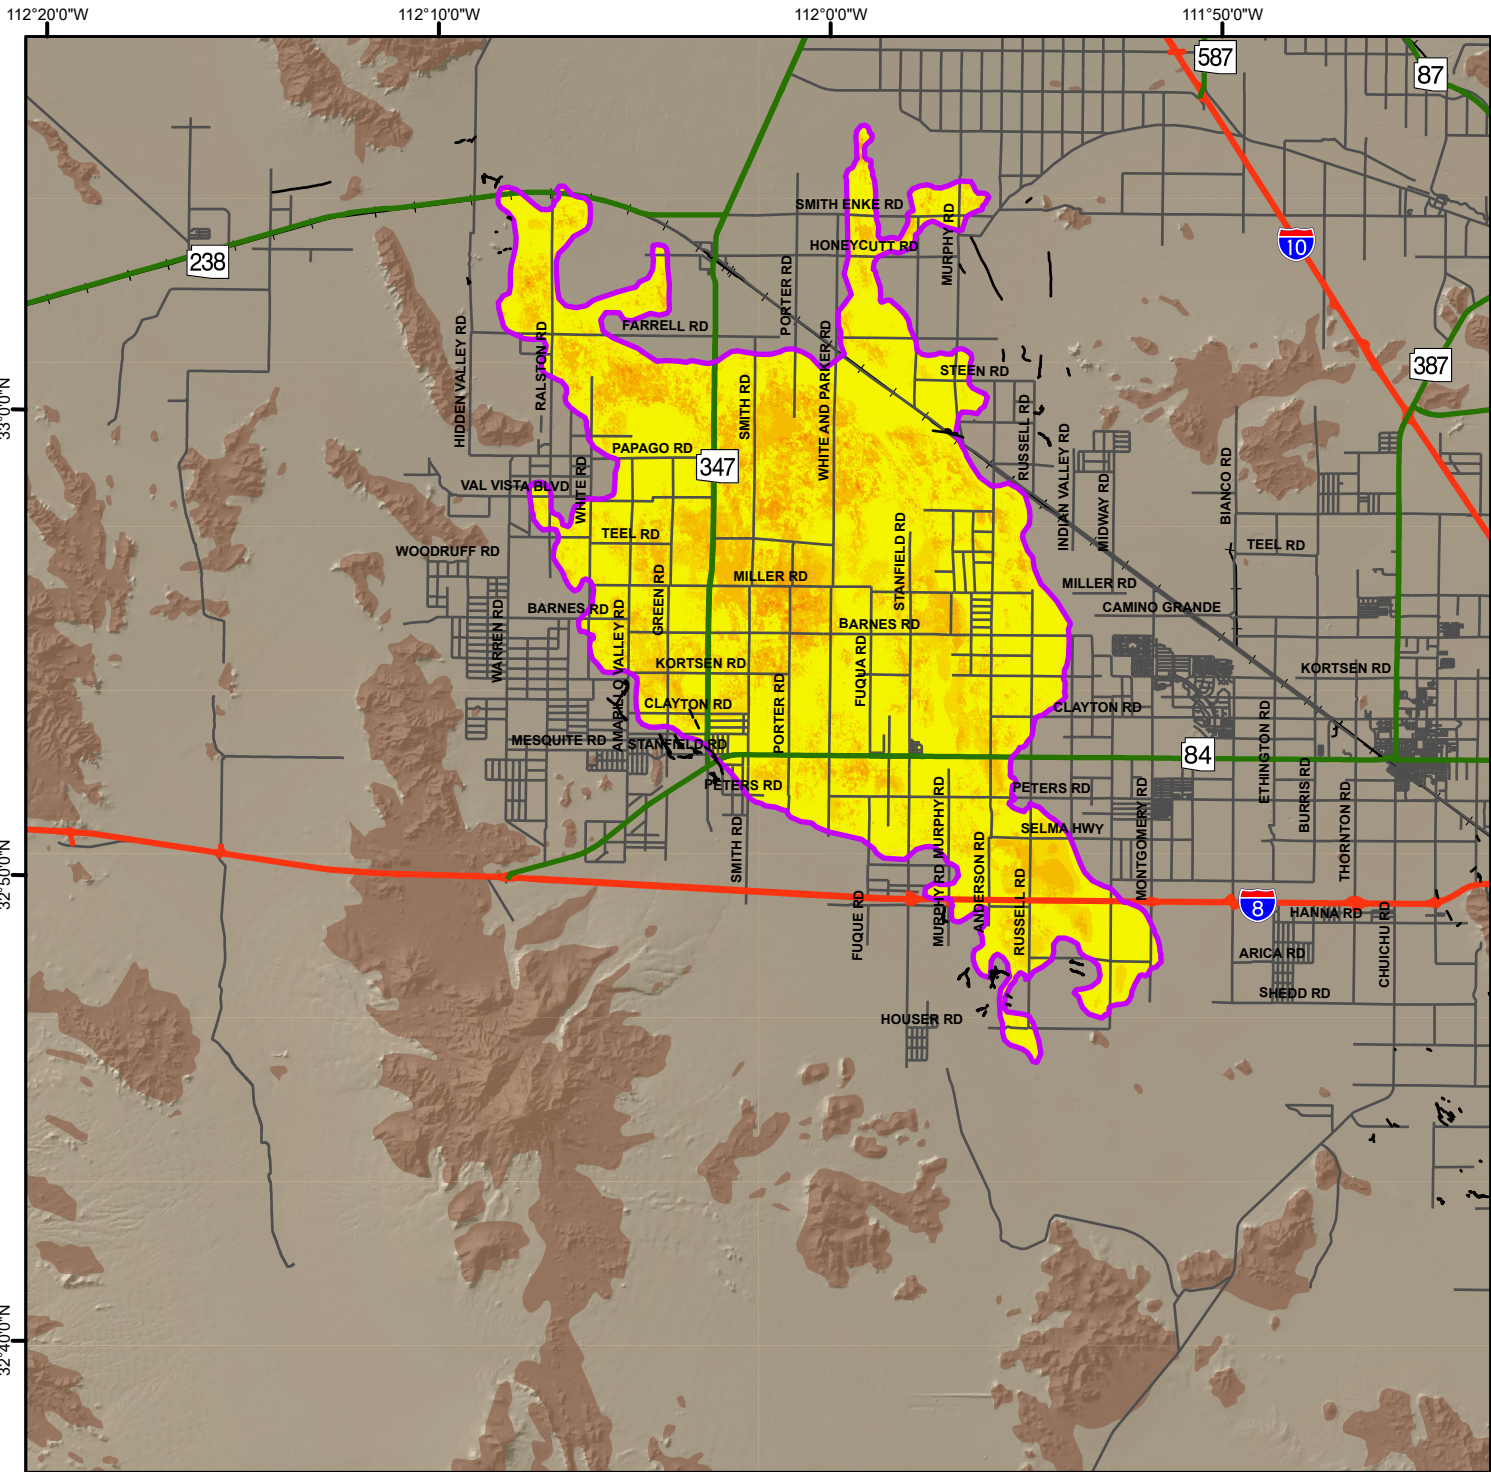 112°20'0"W
112°10'0"W
112°0'0"W
111°50'0"W
33°0'0"N
32°50'0"N
32°40'0"N
587
87
10
238
387
347
84
8
SMITH ENKE RD
HONEYCUTT RD
MURPHY RD
PORTER RD
FARRELL RD
HIDDEN VALLEY RD
RALSTON RD
SMITH RD
WHITE AND PARKER RD
STEEN RD
RUSSELL RD
PAPAGO RD
VAL VISTA BLVD
WHITE RD
INDIAN VALLEY RD
MIDWAY RD
BIANCO RD
TEEL RD
TEEL RD
WOODRUFF RD
STANFIELD RD
MILLER RD
MILLER RD
GREEN RD
BARNES RD
BARNES RD
CAMINO GRANDE
WARREN RD
AMARILLO VALLEY RD
KORTSEN RD
KORTSEN RD
FUQUA RD
PORTER RD
CLAYTON RD
CLAYTON RD
MESQUITE RD
STANFIELD RD
ETHINGTON RD
BURRIS RD
PETERS RD
PETERS RD
MURPHY RD
SELMA HWY
MONTGOMERY RD
THORNTON RD
SMITH RD
ANDERSON RD
MURPHY RD
RUSSELL RD
FUQUE RD
HANNA RD
CHUICHU RD
ARICA RD
SHEDD RD
HOUSER RD